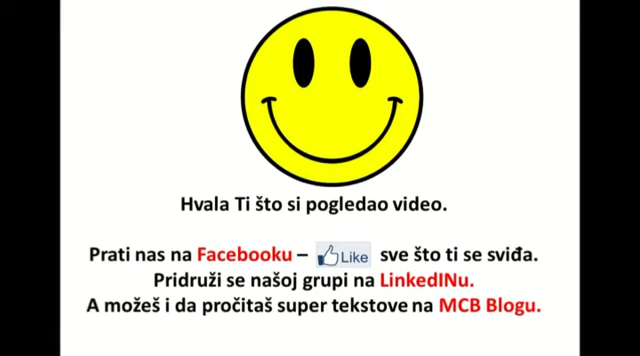 Hvala Ti što si pogledao video.
Prati nas na Facebooku – Like sve što ti se sviđa.
Pridruži se našoj grupi na LinkedINu.
A možeš i da pročitaš super tekstove na MCB Blogu.